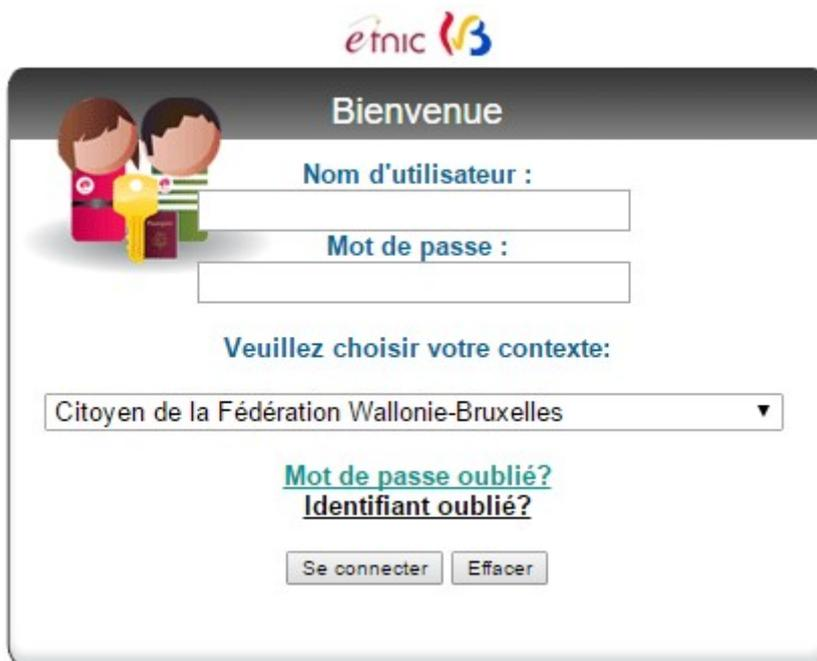 etnic
Bienvenue
Nom d'utilisateur :
Mot de passe :
Veuillez choisir votre contexte:
Citoyen de la Fédération Wallonie-Bruxelles
Mot de passe oublié?
Identifiant oublié?
Se connecter Effacer